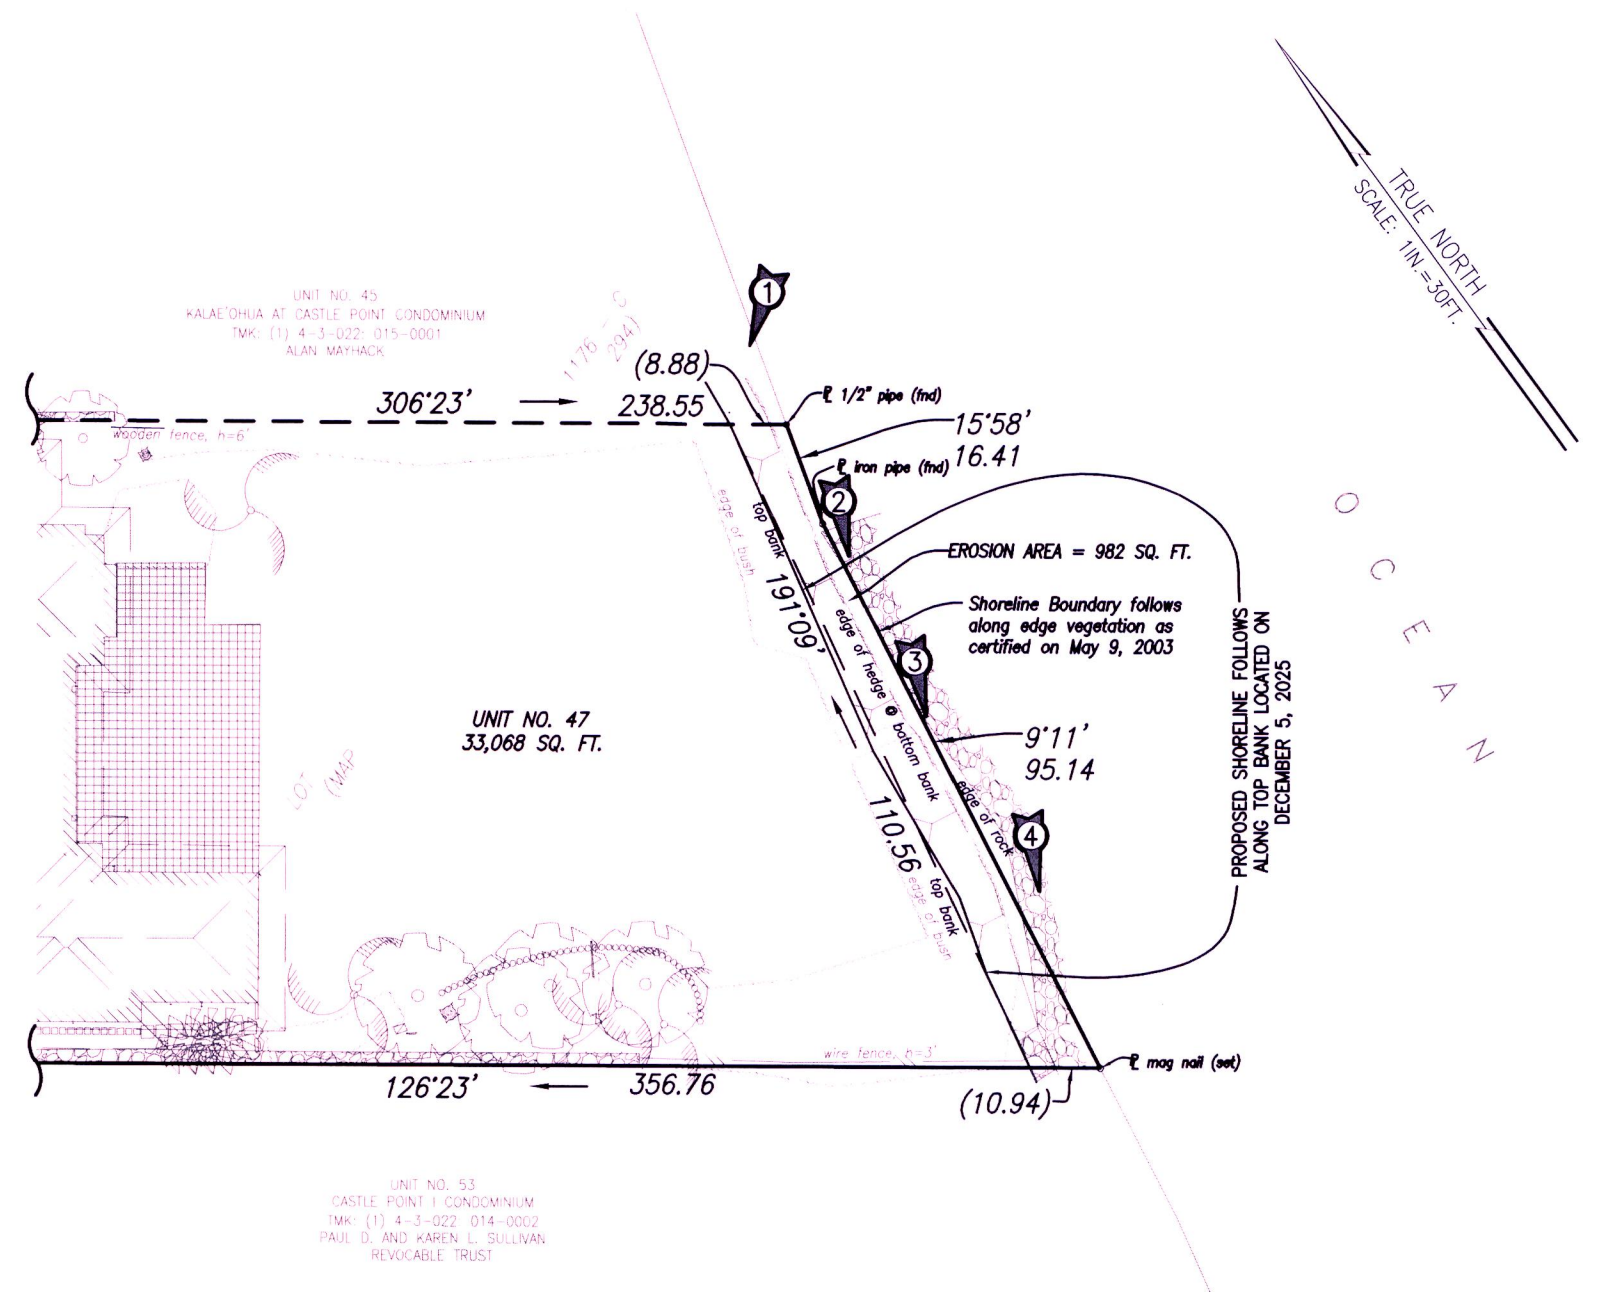 TRUE NORTH
SCALE: 1IN.=30FT.
UNIT NO. 45
KALAE'OHUA AT CASTLE POINT CONDOMINIUM
TMK: (1) 4-3-022: 015-0001
ALAN MAYHACK
1
1176
294)
(8.88)
306°23'
238.55
℄ 1/2" pipe (fnd)
15°58'
16.41
wooden fence, h=6'
℄ iron pipe (fnd)
2
edge of bush
top bank
EROSION AREA = 982 SQ. FT.
Shoreline Boundary follows
along edge vegetation as
certified on May 9, 2003
191°09'
edge of hedge
3
OCEAN
PROPOSED SHORELINE FOLLOWS
ALONG TOP BANK LOCATED ON
DECEMBER 5, 2025
UNIT NO. 47
33,068 SQ. FT.
bottom bank
9°11'
95.14
(MAP
110.56
edge of rock
4
top bank
edge of bush
wire fence, h=3'
℄ mag nail (set)
126°23'
356.76
(10.94)
UNIT NO. 53
CASTLE POINT I CONDOMINIUM
TMK: (1) 4-3-022 014-0002
PAUL D. AND KAREN L. SULLIVAN
REVOCABLE TRUST